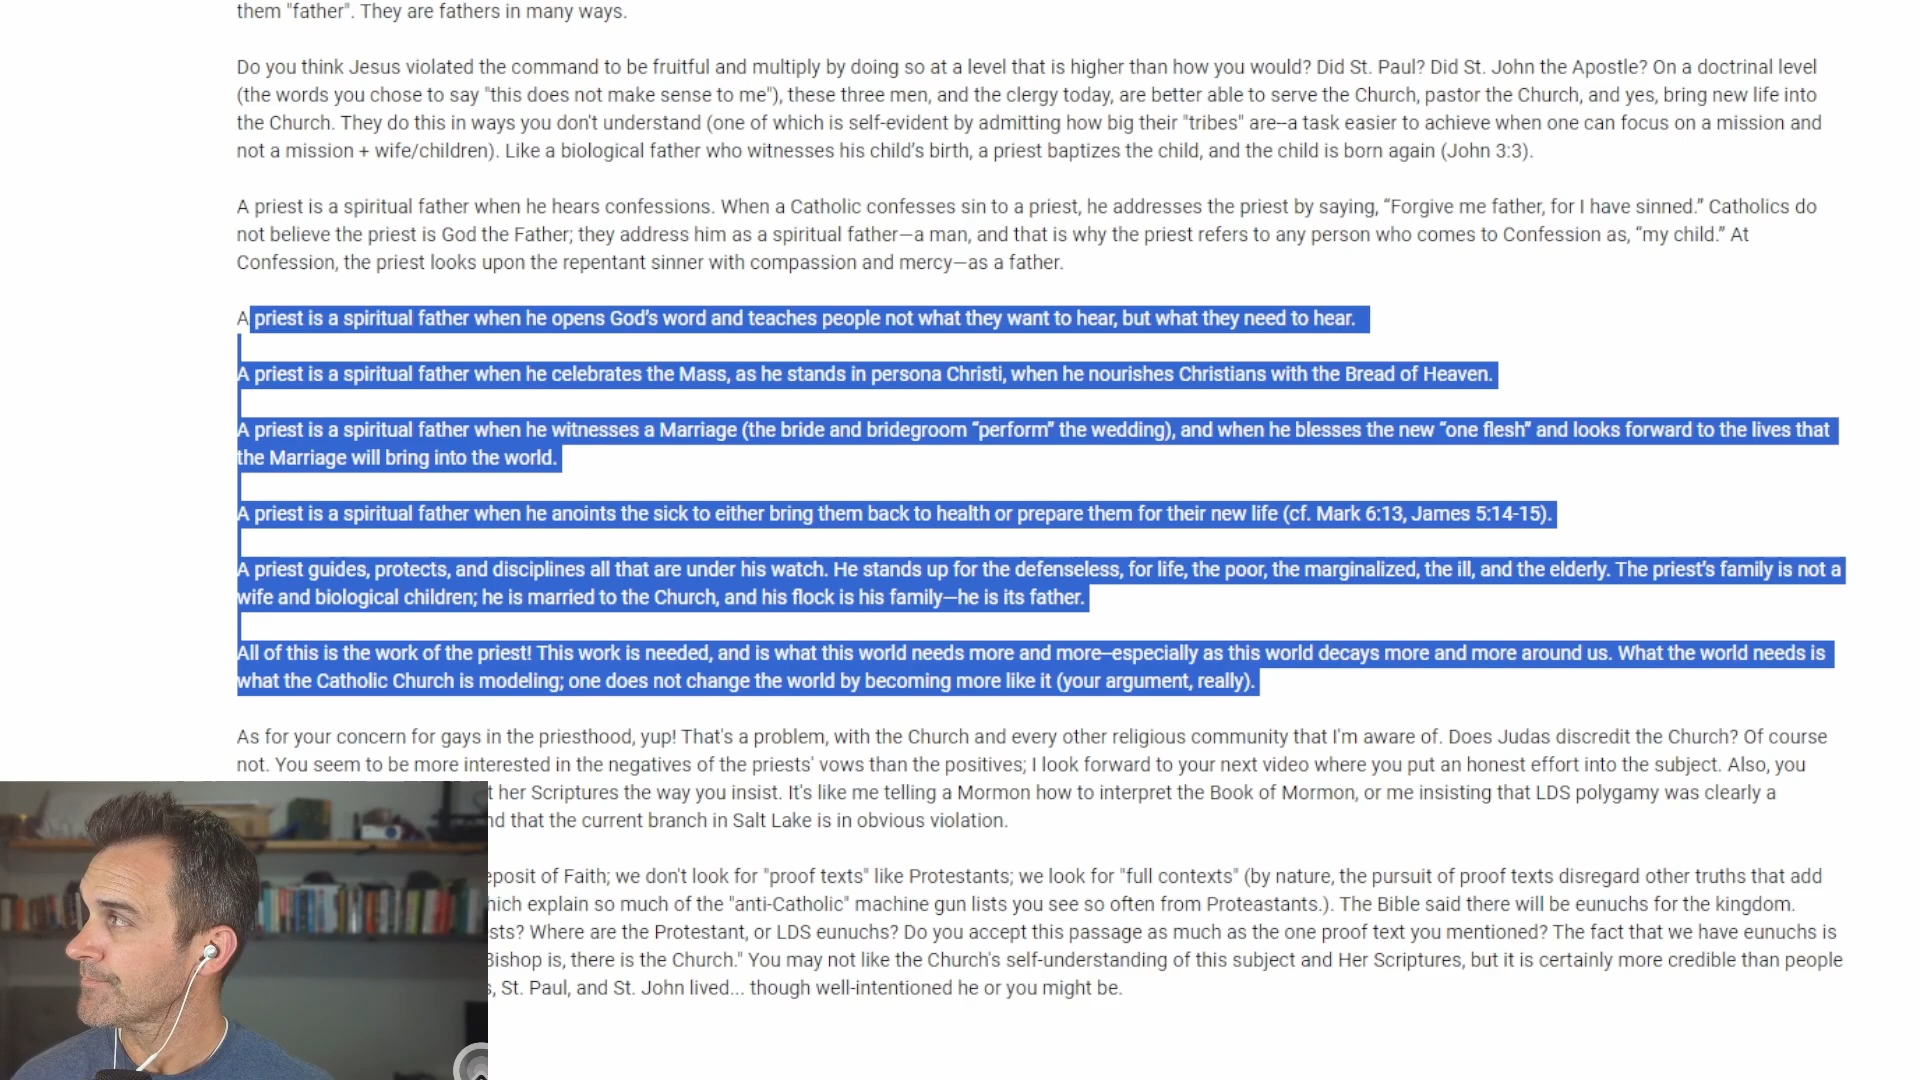 them "father". They are fathers in many ways.
Do you think Jesus violated the command to be fruitful and multiply by doing so at a level that is higher than how you would? Did St. Paul? Did St. John the Apostle? On a doctrinal level
(the words you chose to say "this does not make sense to me"), these three men, and the clergy today, are better able to serve the Church, pastor the Church, and yes, bring new life into
the Church. They do this in ways you don't understand (one of which is self-evident by admitting how big their "tribes" are--a task easier to achieve when one can focus on a mission and
not a mission + wife/children). Like a biological father who witnesses his child’s birth, a priest baptizes the child, and the child is born again (John 3:3).
A priest is a spiritual father when he hears confessions. When a Catholic confesses sin to a priest, he addresses the priest by saying, “Forgive me father, for I have sinned.” Catholics do
not believe the priest is God the Father; they address him as a spiritual father—a man, and that is why the priest refers to any person who comes to Confession as, “my child.” At
Confession, the priest looks upon the repentant sinner with compassion and mercy—as a father.
A priest is a spiritual father when he opens God’s word and teaches people not what they want to hear, but what they need to hear.
A priest is a spiritual father when he celebrates the Mass, as he stands in persona Christi, when he nourishes Christians with the Bread of Heaven.
A priest is a spiritual father when he witnesses a Marriage (the bride and bridegroom “perform” the wedding), and when he blesses the new “one flesh” and looks forward to the lives that
the Marriage will bring into the world.
A priest is a spiritual father when he anoints the sick to either bring them back to health or prepare them for their new life (cf. Mark 6:13, James 5:14-15).
A priest guides, protects, and disciplines all that are under his watch. He stands up for the defenseless, for life, the poor, the marginalized, the ill, and the elderly. The priest’s family is not a
wife and biological children; he is married to the Church, and his flock is his family—he is its father.
All of this is the work of the priest! This work is needed, and is what this world needs more and more--especially as this world decays more and more around us. What the world needs is
what the Catholic Church is modeling; one does not change the world by becoming more like it (your argument, really).
As for your concern for gays in the priesthood, yup! That's a problem, with the Church and every other religious community that I'm aware of. Does Judas discredit the Church? Of course
not. You seem to be more interested in the negatives of the priests' vows than the positives; I look forward to your next video where you put an honest effort into the subject. Also, you
t her Scriptures the way you insist. It's like me telling a Mormon how to interpret the Book of Mormon, or me insisting that LDS polygamy was clearly a
nd that the current branch in Salt Lake is in obvious violation.
eposit of Faith; we don't look for "proof texts" like Protestants; we look for "full contexts" (by nature, the pursuit of proof texts disregard other truths that add
hich explain so much of the "anti-Catholic" machine gun lists you see so often from Proteastants.). The Bible said there will be eunuchs for the kingdom.
sts? Where are the Protestant, or LDS eunuchs? Do you accept this passage as much as the one proof text you mentioned? The fact that we have eunuchs is
Bishop is, there is the Church." You may not like the Church's self-understanding of this subject and Her Scriptures, but it is certainly more credible than people
s, St. Paul, and St. John lived... though well-intentioned he or you might be.